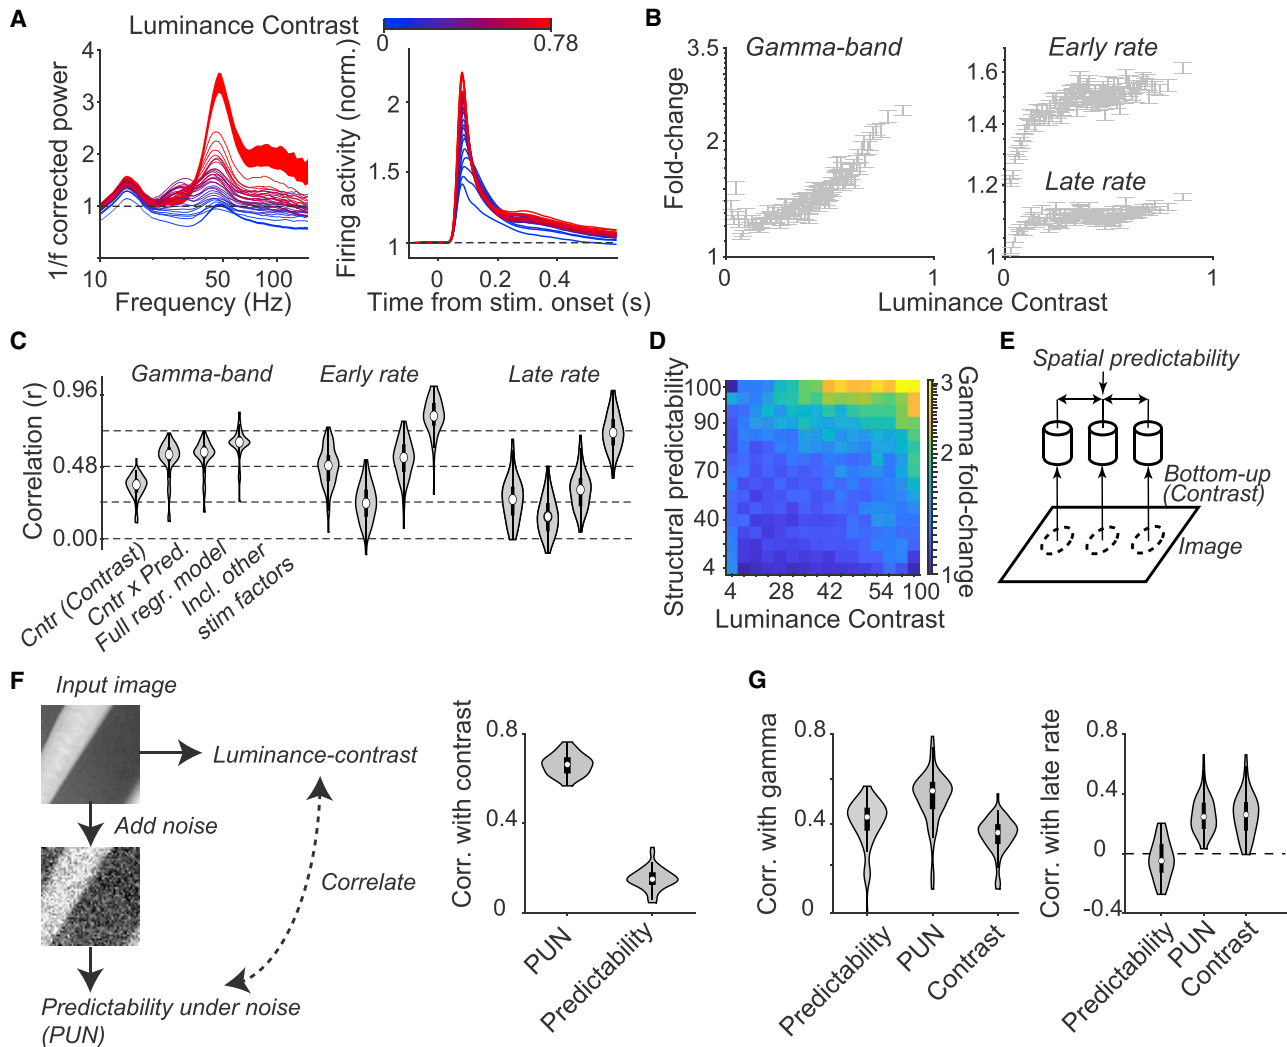 A
Luminance Contrast
0
0.78
4
3
2
1
1/f corrected power
10
50
100
Frequency (Hz)
2
1.5
1
Firing activity (norm.)
0
0.2
0.4
Time from stim. onset (s)
B
Gamma-band
Early rate
Late rate
3.5
2
1
Fold-change
0
1
1.6
1.4
1.2
1
0
1
Luminance Contrast
C
Gamma-band
Early rate
Late rate
0.96
0.48
0.00
Correlation (r)
Cntr (Contrast)
Cntr x Pred.
Full regr. model
Incl. other
stim factors
D
Structural predictability
100
90
70
40
4
4
28
42
54
100
Luminance Contrast
3
2
1
Gamma fold-change
E
Spatial predictability
Bottom-up
(Contrast)
Image
F
Input image
Luminance-contrast
Add noise
Correlate
Predictability under noise
(PUN)
Corr. with contrast
0.8
0.4
0
PUN
Predictability
G
Corr. with gamma
0.8
0.4
0
Predictability
PUN
Contrast
Corr. with late rate
0.8
0.4
0
-0.4
Predictability
PUN
Contrast